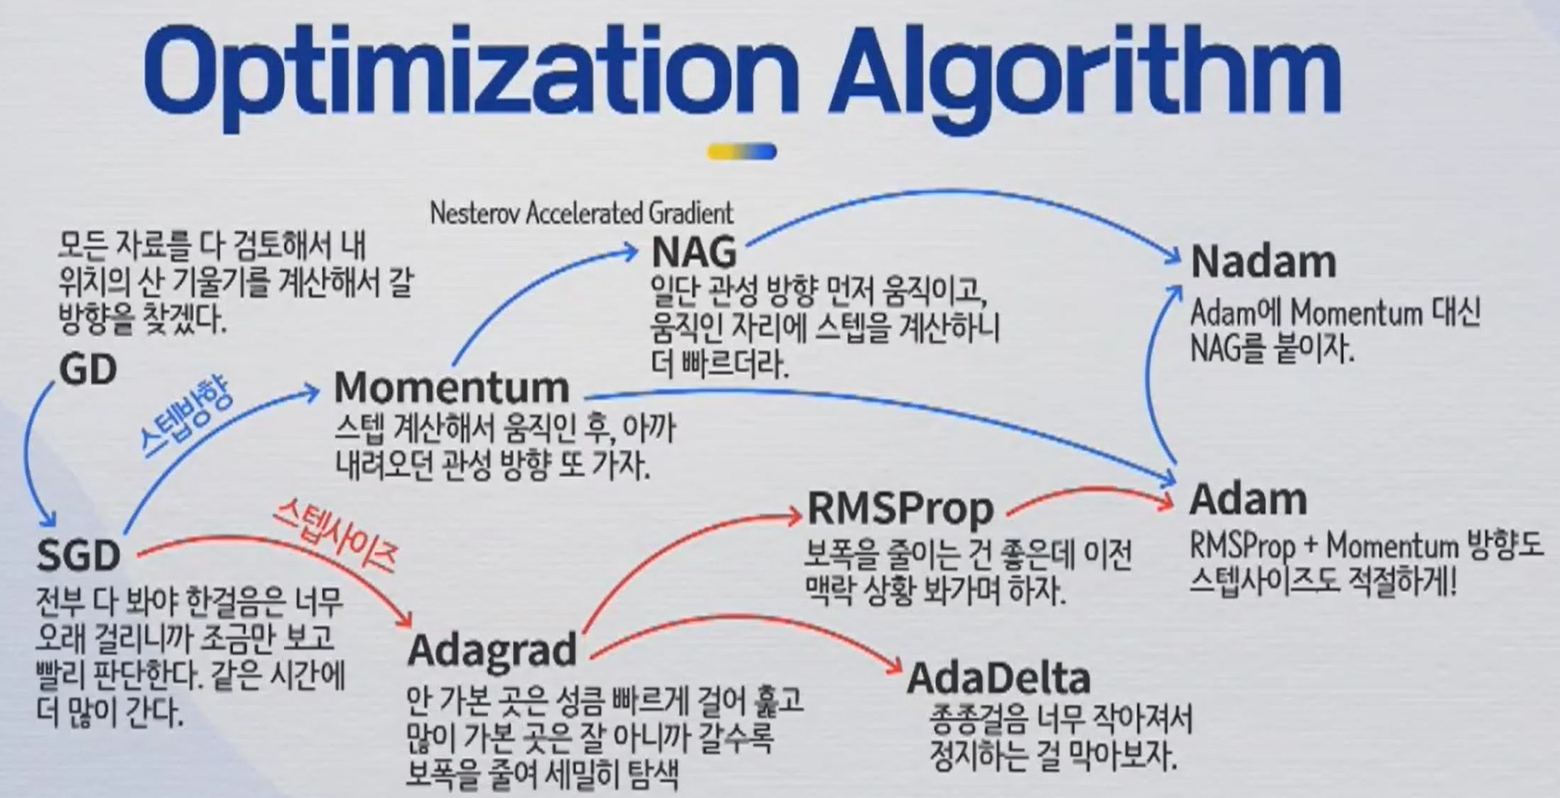 Optimization Algorithm
모든 자료를 다 검토해서 내
위치의 산 기울기를 계산해서 갈
방향을 찾겠다.
GD
스텝방향
SGD
전부 다 봐야 한걸음은 너무
오래 걸리니까 조금만 보고
빨리 판단한다. 같은 시간에
더 많이 간다.
Momentum
스텝 계산해서 움직인 후, 아까
내려오던 관성 방향 또 가자.
Nesterov Accelerated Gradient
NAG
일단 관성 방향 먼저 움직이고,
움직인 자리에 스텝을 계산하니
더 빠르더라.
Nadam
Adam에 Momentum 대신
NAG를 붙이자.
스텝사이즈
Adagrad
안 가본 곳은 성큼 빠르게 걸어 훑고
많이 가본 곳은 잘 아니까 갈수록
보폭을 줄여 세밀히 탐색
RMSProp
보폭을 줄이는 건 좋은데 이전
맥락 상황 봐가며 하자.
Adam
RMSProp + Momentum 방향도
스텝사이즈도 적절하게!
AdaDelta
종종걸음 너무 작아져서
정지하는 걸 막아보자.